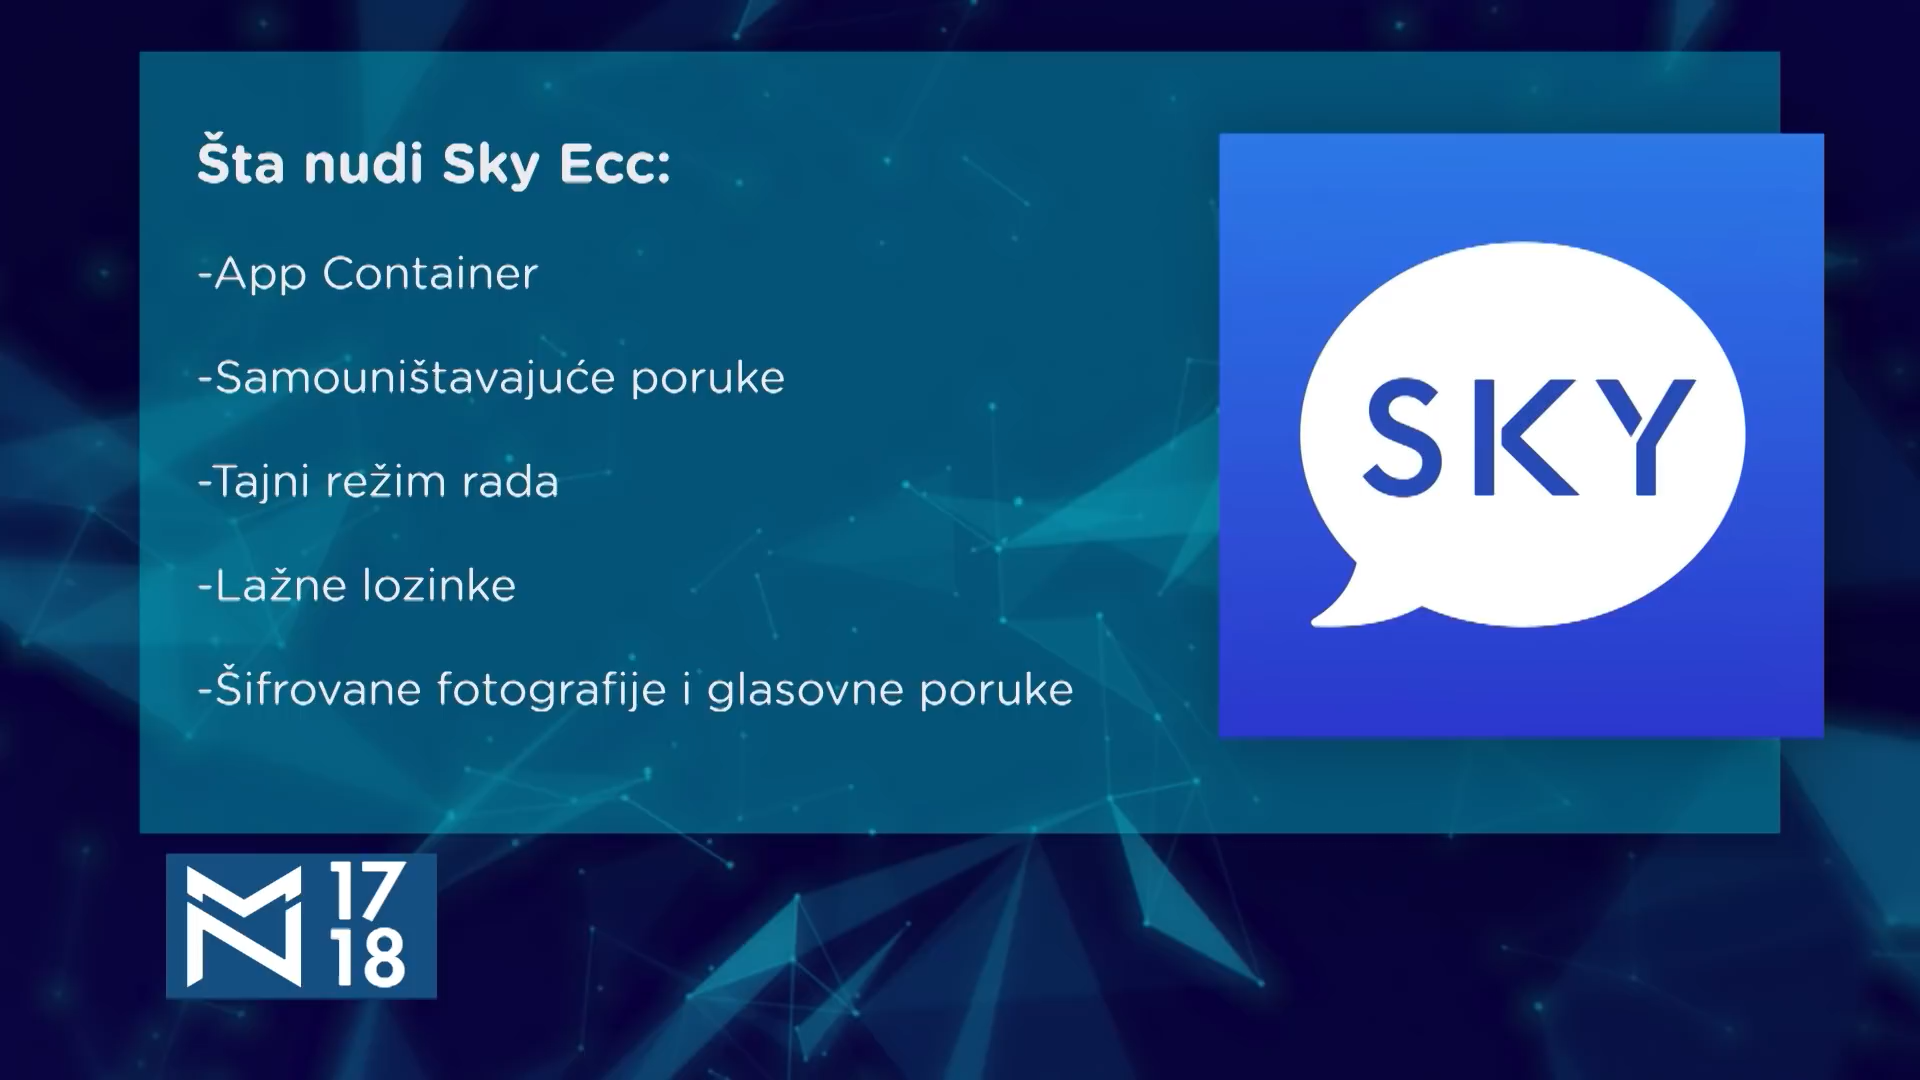 Šta nudi Sky Ecc:
-App Container
-Samouništavajuće poruke
-Tajni režim rada
-Lažne lozinke
-Šifrovane fotografije i glasovne poruke
SKY
MN
17
18